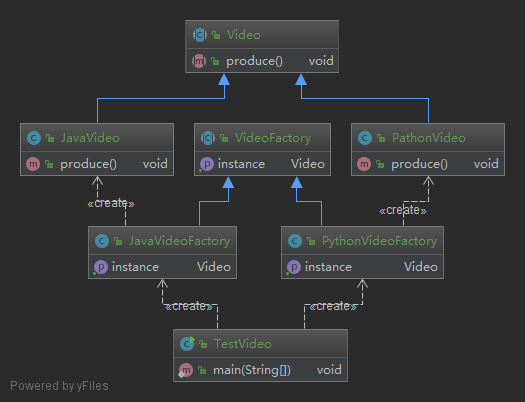 Video
produce() void
JavaVideo
produce() void
VideoFactory
instance Video
PathonVideo
produce() void
«create»
«create»
JavaVideoFactory
instance Video
PythonVideoFactory
instance Video
«create»
«create»
TestVideo
main(String[]) void
Powered by yFiles